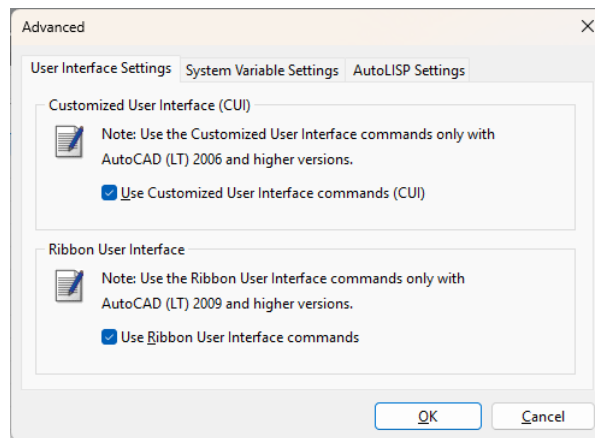 Advanced
User Interface Settings System Variable Settings AutoLISP Settings
Customized User Interface (CUI)
Note: Use the Customized User Interface commands only with
AutoCAD (LT) 2006 and higher versions.
Use Customized User Interface commands (CUI)
Ribbon User Interface
Note: Use the Ribbon User Interface commands only with
AutoCAD (LT) 2009 and higher versions.
Use Ribbon User Interface commands
OK Cancel